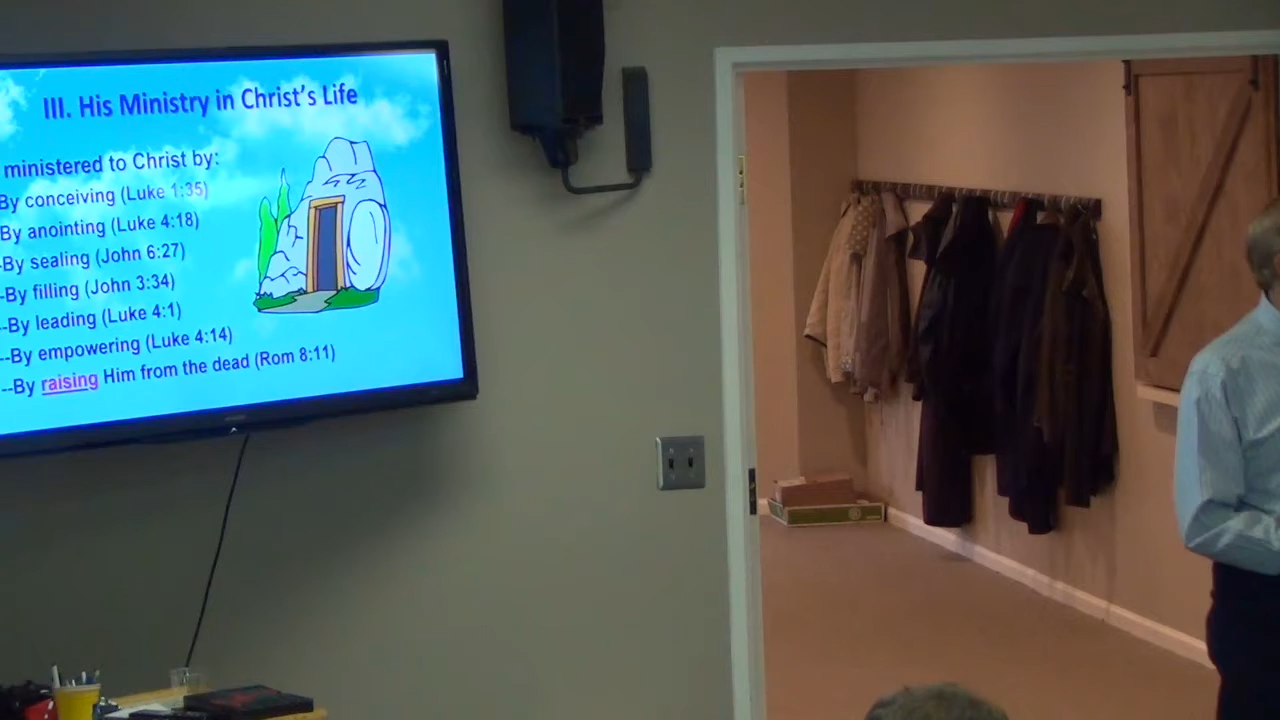 III. His Ministry in Christ's Life
ministered to Christ by:
By conceiving (Luke 1:35)
By anointing (Luke 4:18)
-By sealing (John 6:27)
-By filling (John 3:34)
--By leading (Luke 4:1)
--By empowering (Luke 4:14)
--By raising Him from the dead (Rom 8:11)